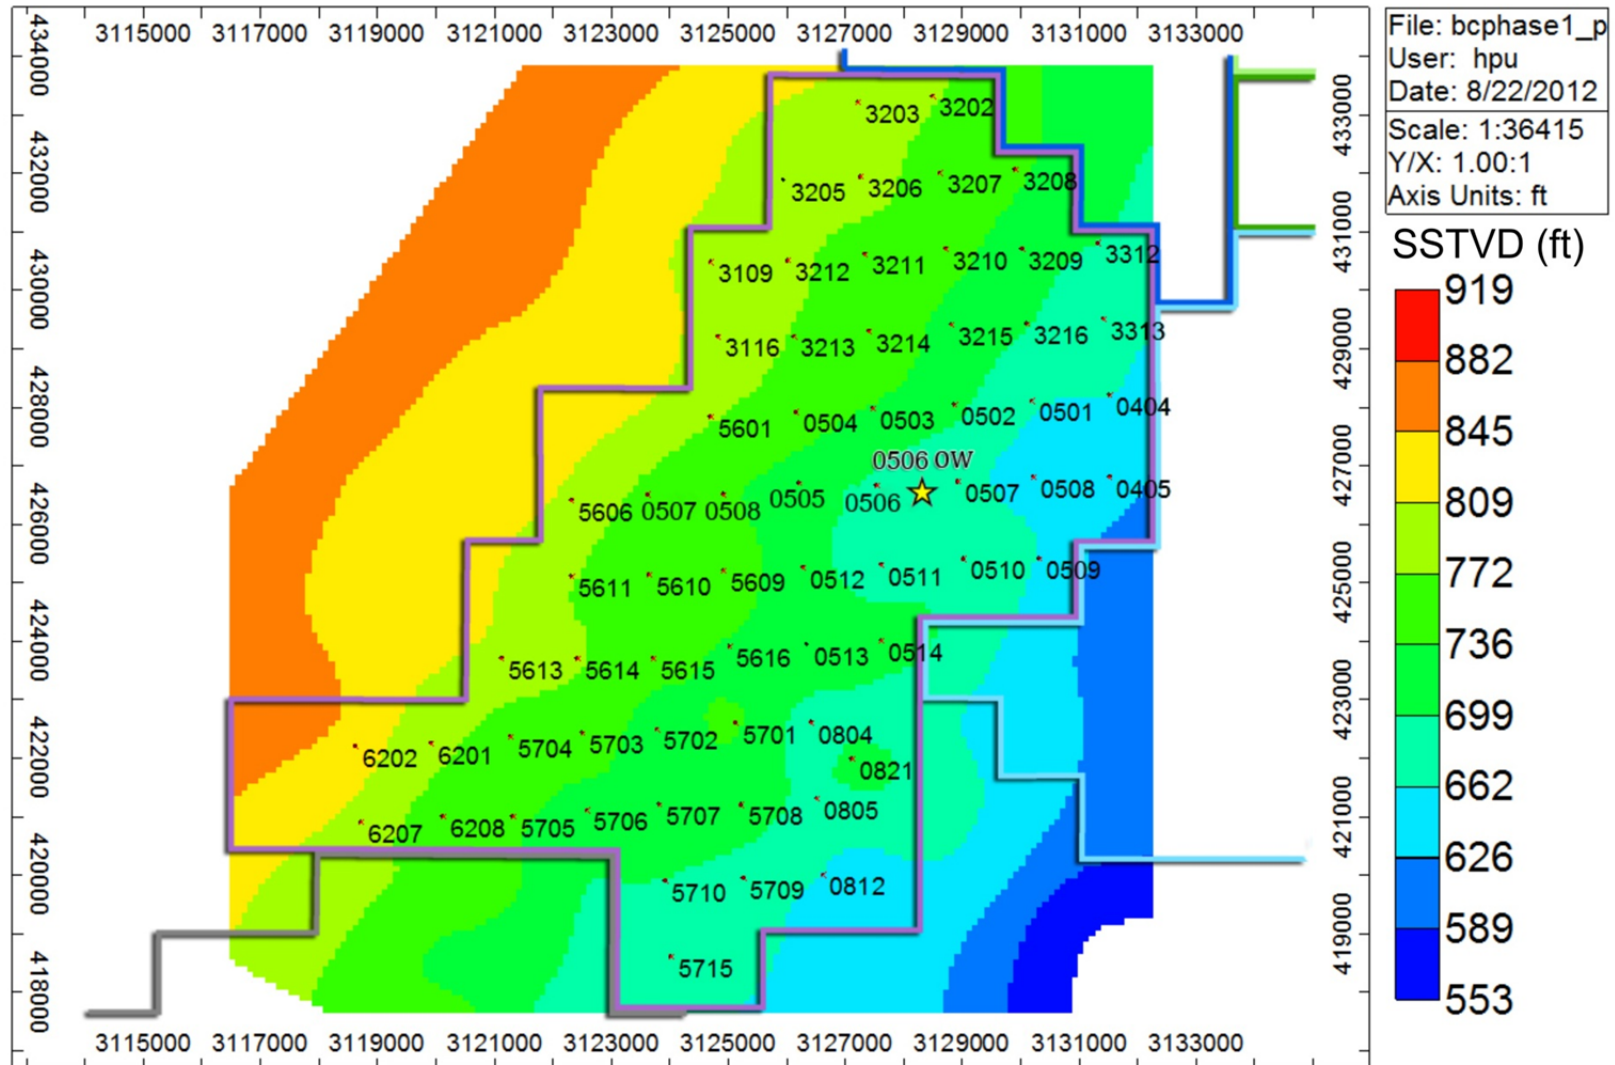 3115000 3117000 3119000 3121000 3123000 3125000 3127000 3129000 3131000 3133000
File: bcphase1_p
User: hpu
Date: 8/22/2012
Scale: 1:36415
Y/X: 1.00:1
Axis Units: ft
SSTVD (ft)
919
882
845
809
772
736
699
662
626
589
553
434000
432000
430000
428000
426000
424000
422000
420000
418000
433000
431000
429000
427000
425000
423000
421000
419000
3203 3202
3205 3206 3207 3208
3109 3212 3211 3210 3209 3312
3116 3213 3214 3215 3216 3313
5601 0504 0503 0502 0501 0404
0506 OW
5606 0507 0508 0505 0506 0507 0508 0405
5611 5610 5609 0512 0511 0510 0509
5613 5614 5615 5616 0513 0514
6202 6201 5704 5703 5702 5701 0804
0821
6207 6208 5705 5706 5707 5708 0805
5710 5709 0812
5715
3115000 3117000 3119000 3121000 3123000 3125000 3127000 3129000 3131000 3133000